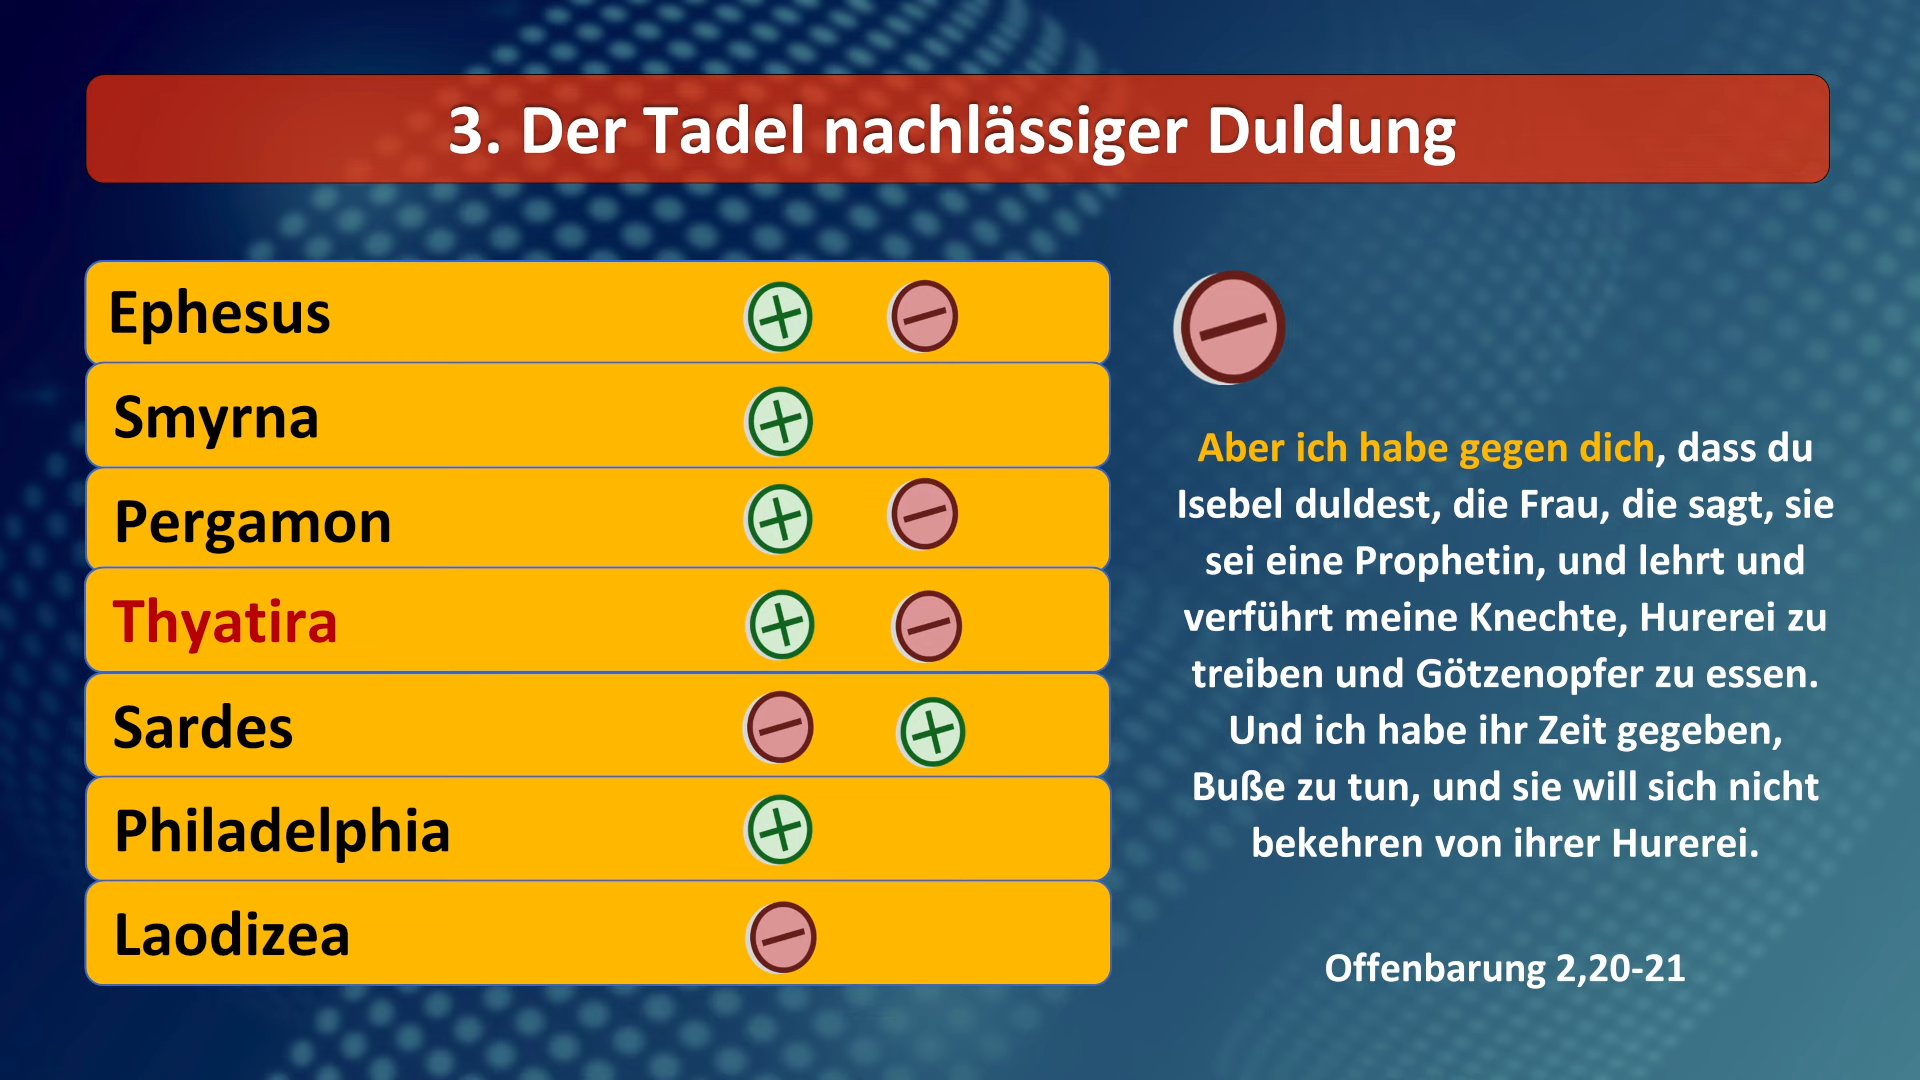 3. Der Tadel nachlässiger Duldung
Ephesus
Smyrna
Pergamon
Thyatira
Sardes
Philadelphia
Laodizea
Aber ich habe gegen dich, dass du
Isebel duldest, die Frau, die sagt, sie
sei eine Prophetin, und lehrt und
verführt meine Knechte, Hurerei zu
treiben und Götzenopfer zu essen.
Und ich habe ihr Zeit gegeben,
Buße zu tun, und sie will sich nicht
bekehren von ihrer Hurerei.
Offenbarung 2,20-21